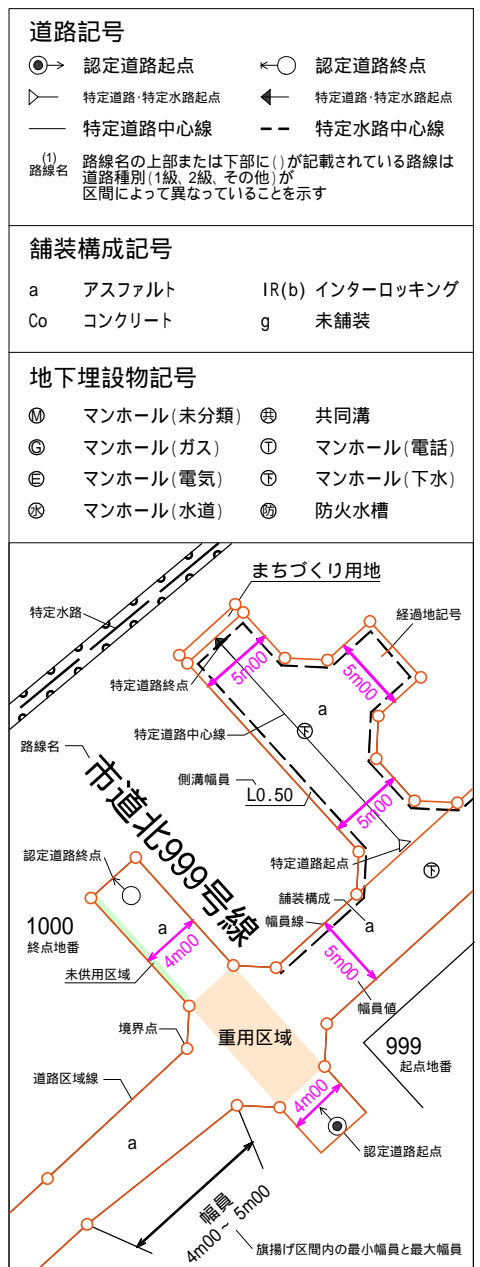 道路記号
認定道路起点
認定道路終点
特定道路・特定水路起点
特定道路・特定水路起点
特定道路中心線
特定水路中心線
(1)
路線名
路線名の上部または下部に()が記載されている路線は
道路種別(1級、2級、その他)が
区間によって異なっていることを示す
舗装構成記号
a アスファルト
IR(b) インターロッキング
Co コンクリート
g 未舗装
地下埋設物記号
M マンホール(未分類)
共 共同溝
G マンホール(ガス)
T マンホール(電話)
E マンホール(電気)
下 マンホール(下水)
水 マンホール(水道)
防 防火水槽
まちづくり用地
特定水路
経過地記号
5m00
5m00
特定道路終点
a
下
特定道路中心線
路線名
側溝幅員
L0.50
市道北999号線
5m00
特定道路起点
認定道路終点
下
舗装構成
幅員線
a
1000
終点地番
a
4m00
5m00
未供用区域
幅員値
境界点
重用区域
999
起点地番
道路区域線
4m00
a
認定道路起点
幅員
4m00~5m00
旗揚げ区間内の最小幅員と最大幅員